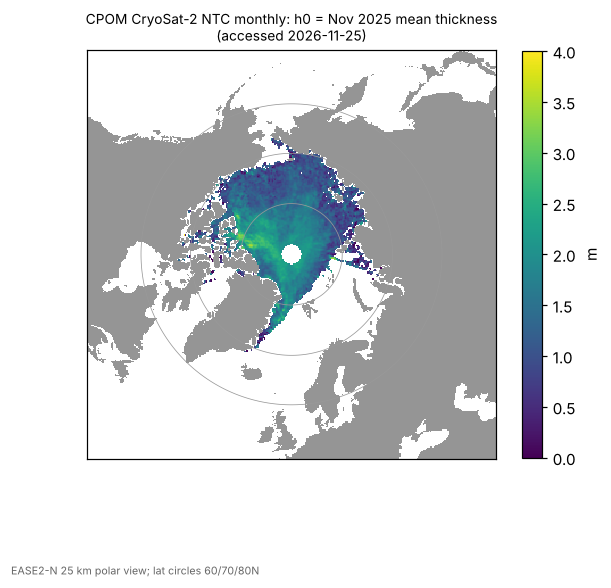 CPOM CryoSat-2 NTC monthly: h0 = Nov 2025 mean thickness
(accessed 2026-11-25)
4.0
3.5
3.0
2.5
2.0
1.5
1.0
0.5
0.0
m
EASE2-N 25 km polar view; lat circles 60/70/80N